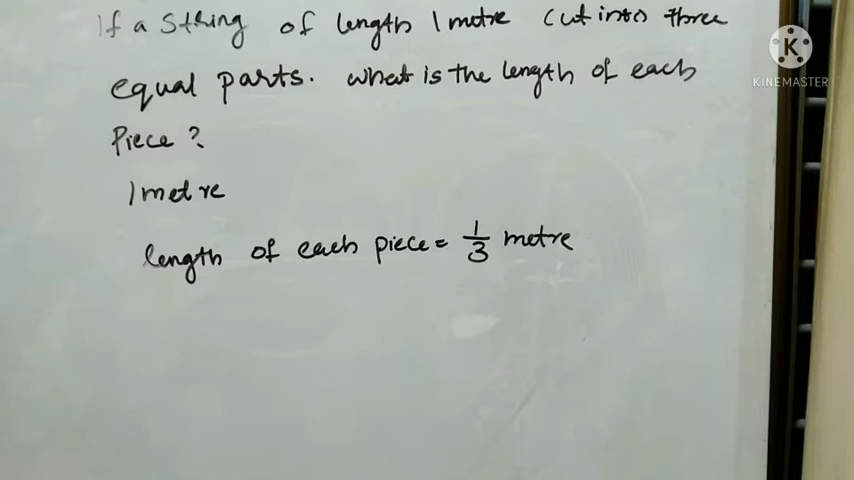 If a string of length 1 metre cut into three
equal parts. what is the length of each
Piece ?
1 metre
length of each piece = 1/3 metre
K
KINEMASTER